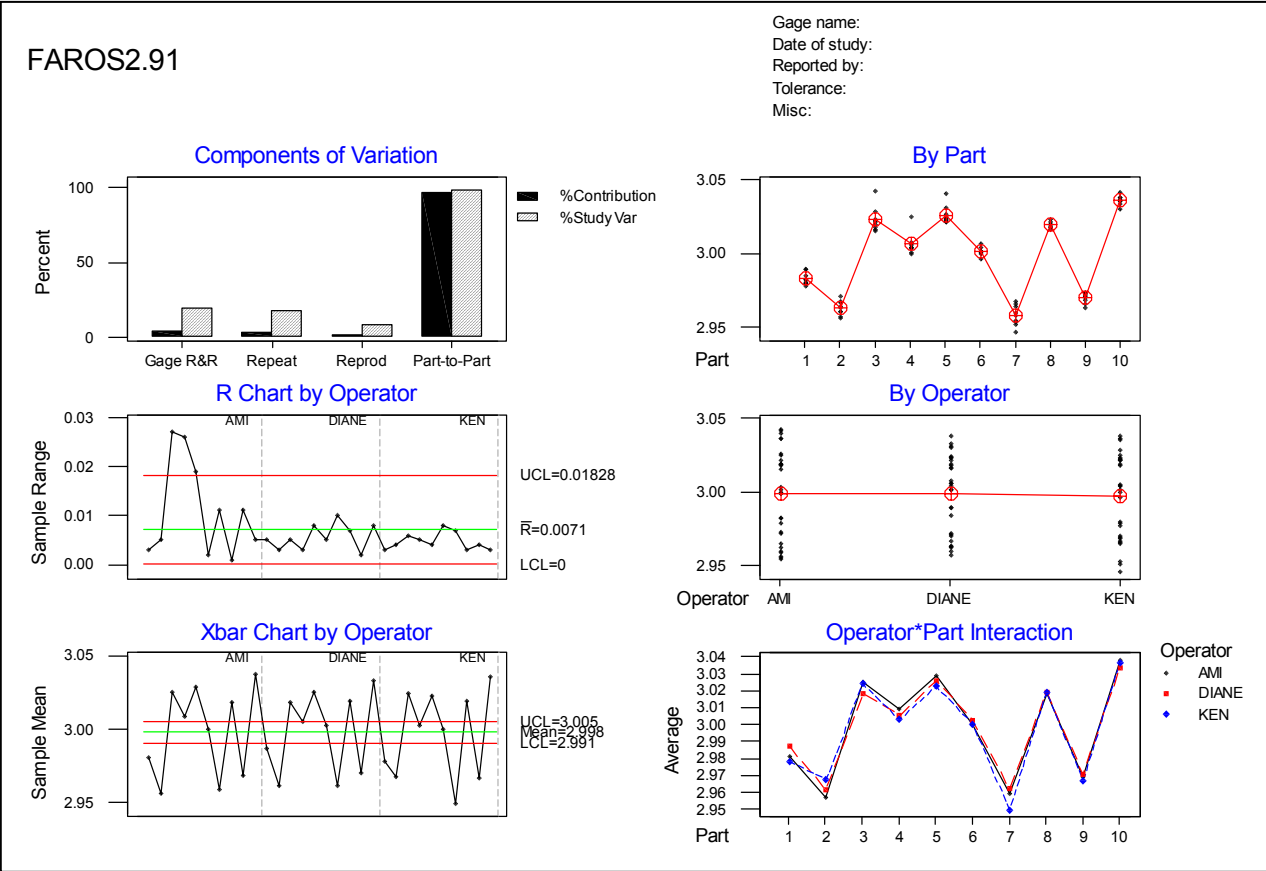 Gage name:
Date of study:
Reported by:
Tolerance:
Misc:
FAROS2.91
Components of Variation
100
50
0
Percent
Gage R&R Repeat Reprod Part-to-Part
%Contribution
%Study Var
By Part
3.05
3.00
2.95
Part 1 2 3 4 5 6 7 8 9 10
R Chart by Operator
AMI DIANE KEN
0.03
0.02
0.01
0.00
Sample Range
UCL=0.01828
R̅=0.0071
LCL=0
By Operator
3.05
3.00
2.95
Operator AMI DIANE KEN
Xbar Chart by Operator
AMI DIANE KEN
3.05
3.00
2.95
Sample Mean
UCL=3.005
Mean=2.998
LCL=2.991
Operator*Part Interaction
3.04
3.03
3.02
3.01
3.00
2.99
2.98
2.97
2.96
2.95
Average
Part 1 2 3 4 5 6 7 8 9 10
Operator
AMI
DIANE
KEN